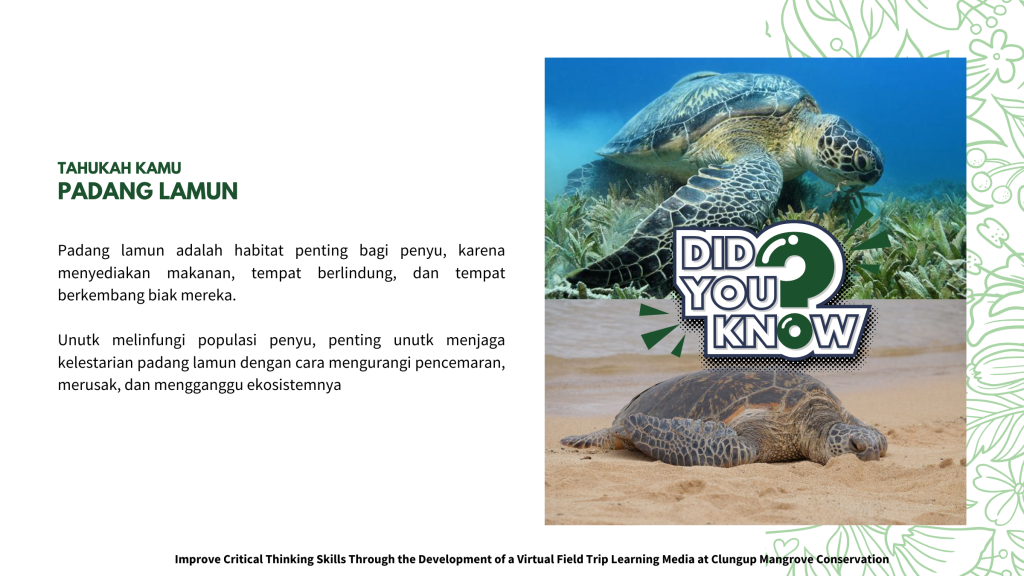 TAHUKAH KAMU
PADANG LAMUN
Padang lamun adalah habitat penting bagi penyu, karena
menyediakan makanan, tempat berlindung, dan tempat
berkembang biak mereka.
Unutk melinfungi populasi penyu, penting unutk menjaga
kelestarian padang lamun dengan cara mengurangi pencemaran,
merusak, dan mengganggu ekosistemnya
DID
YOU
KNOW
?
Improve Critical Thinking Skills Through the Development of a Virtual Field Trip Learning Media at Clungup Mangrove Conservation